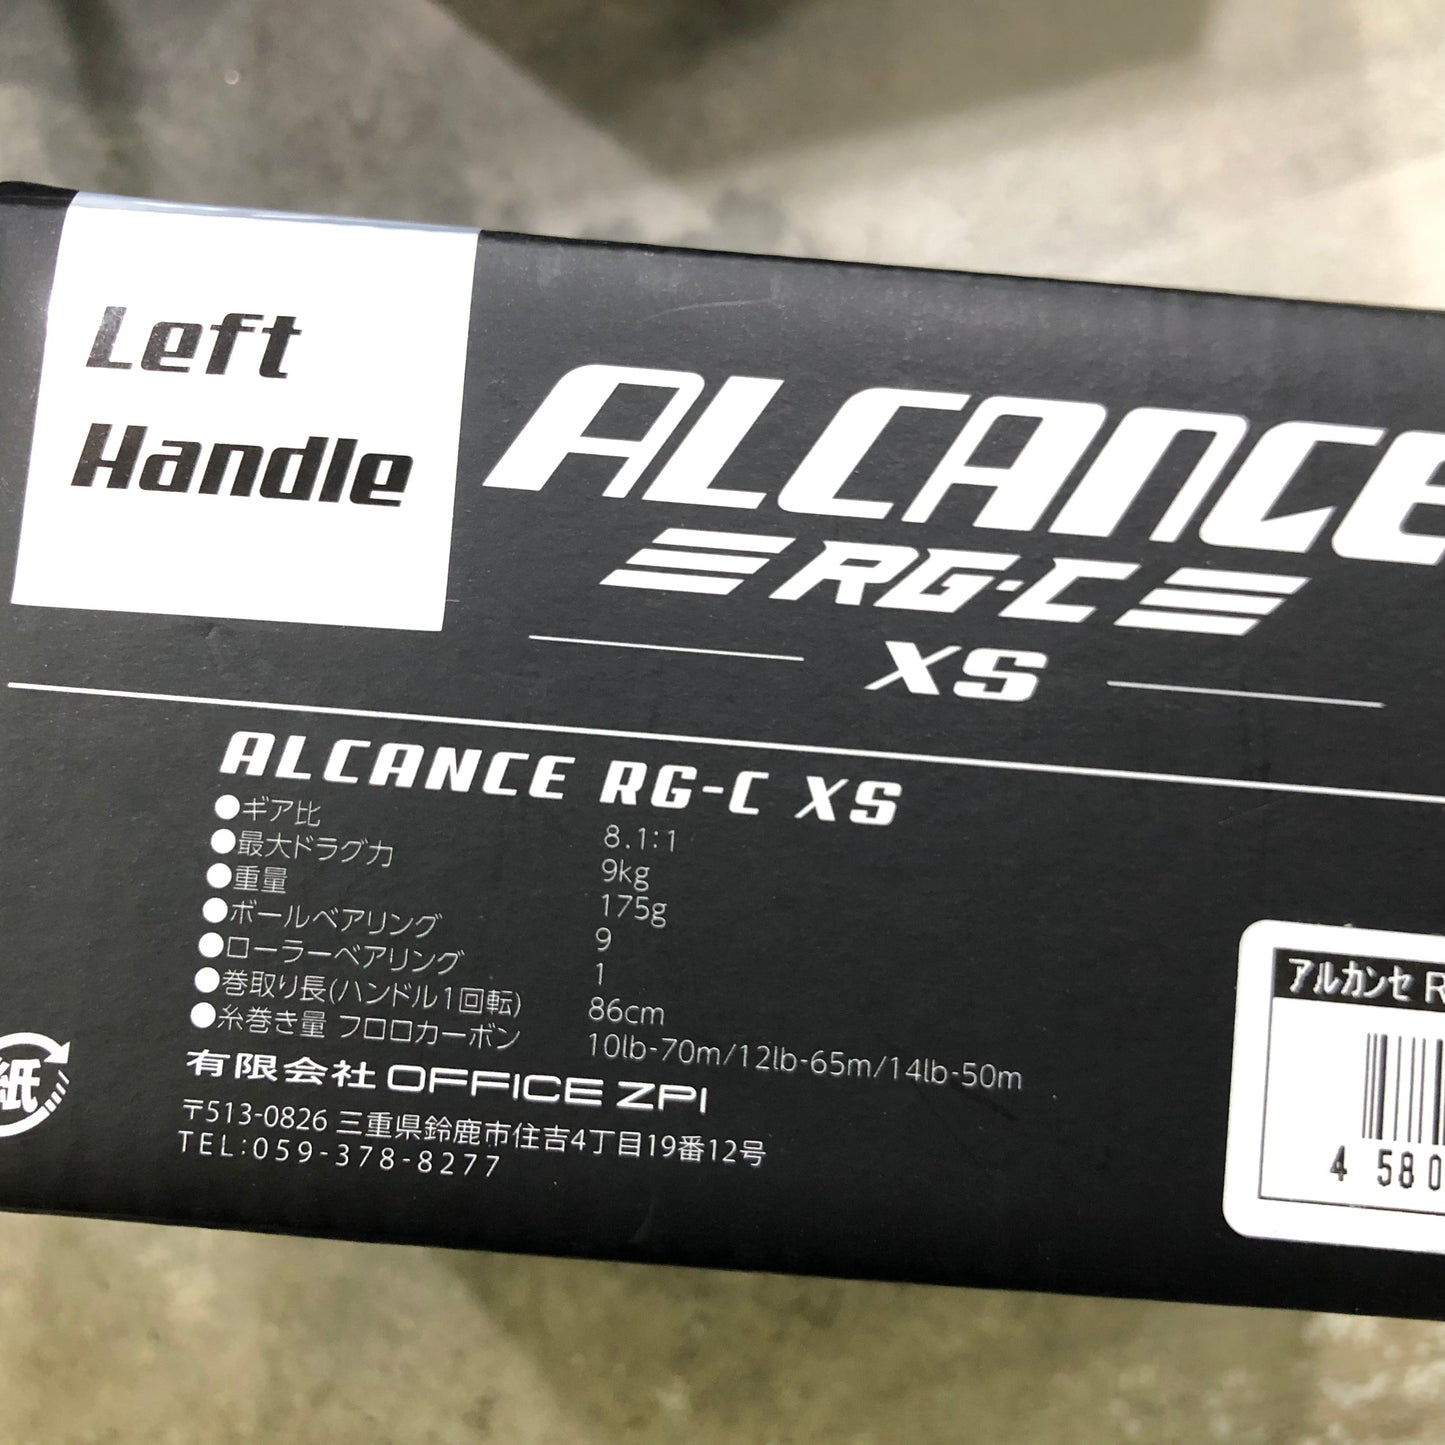 Left
Handle
ALCANCE
RG-C
XS
ALCANCE RG-C XS
●ギア比 8.1:1
●最大ドラグ力 9kg
●重量 175g
●ボールベアリング 9
●ローラーベアリング 1
●巻取り長(ハンドル1回転) 86cm
●糸巻き量 フロロカーボン 10lb-70m/12lb-65m/14lb-50m
有限会社 OFFICE ZPI
〒513-0826 三重県鈴鹿市住吉4丁目19番12号
TEL:059-378-8277
紙
アルカンセ R
4 580